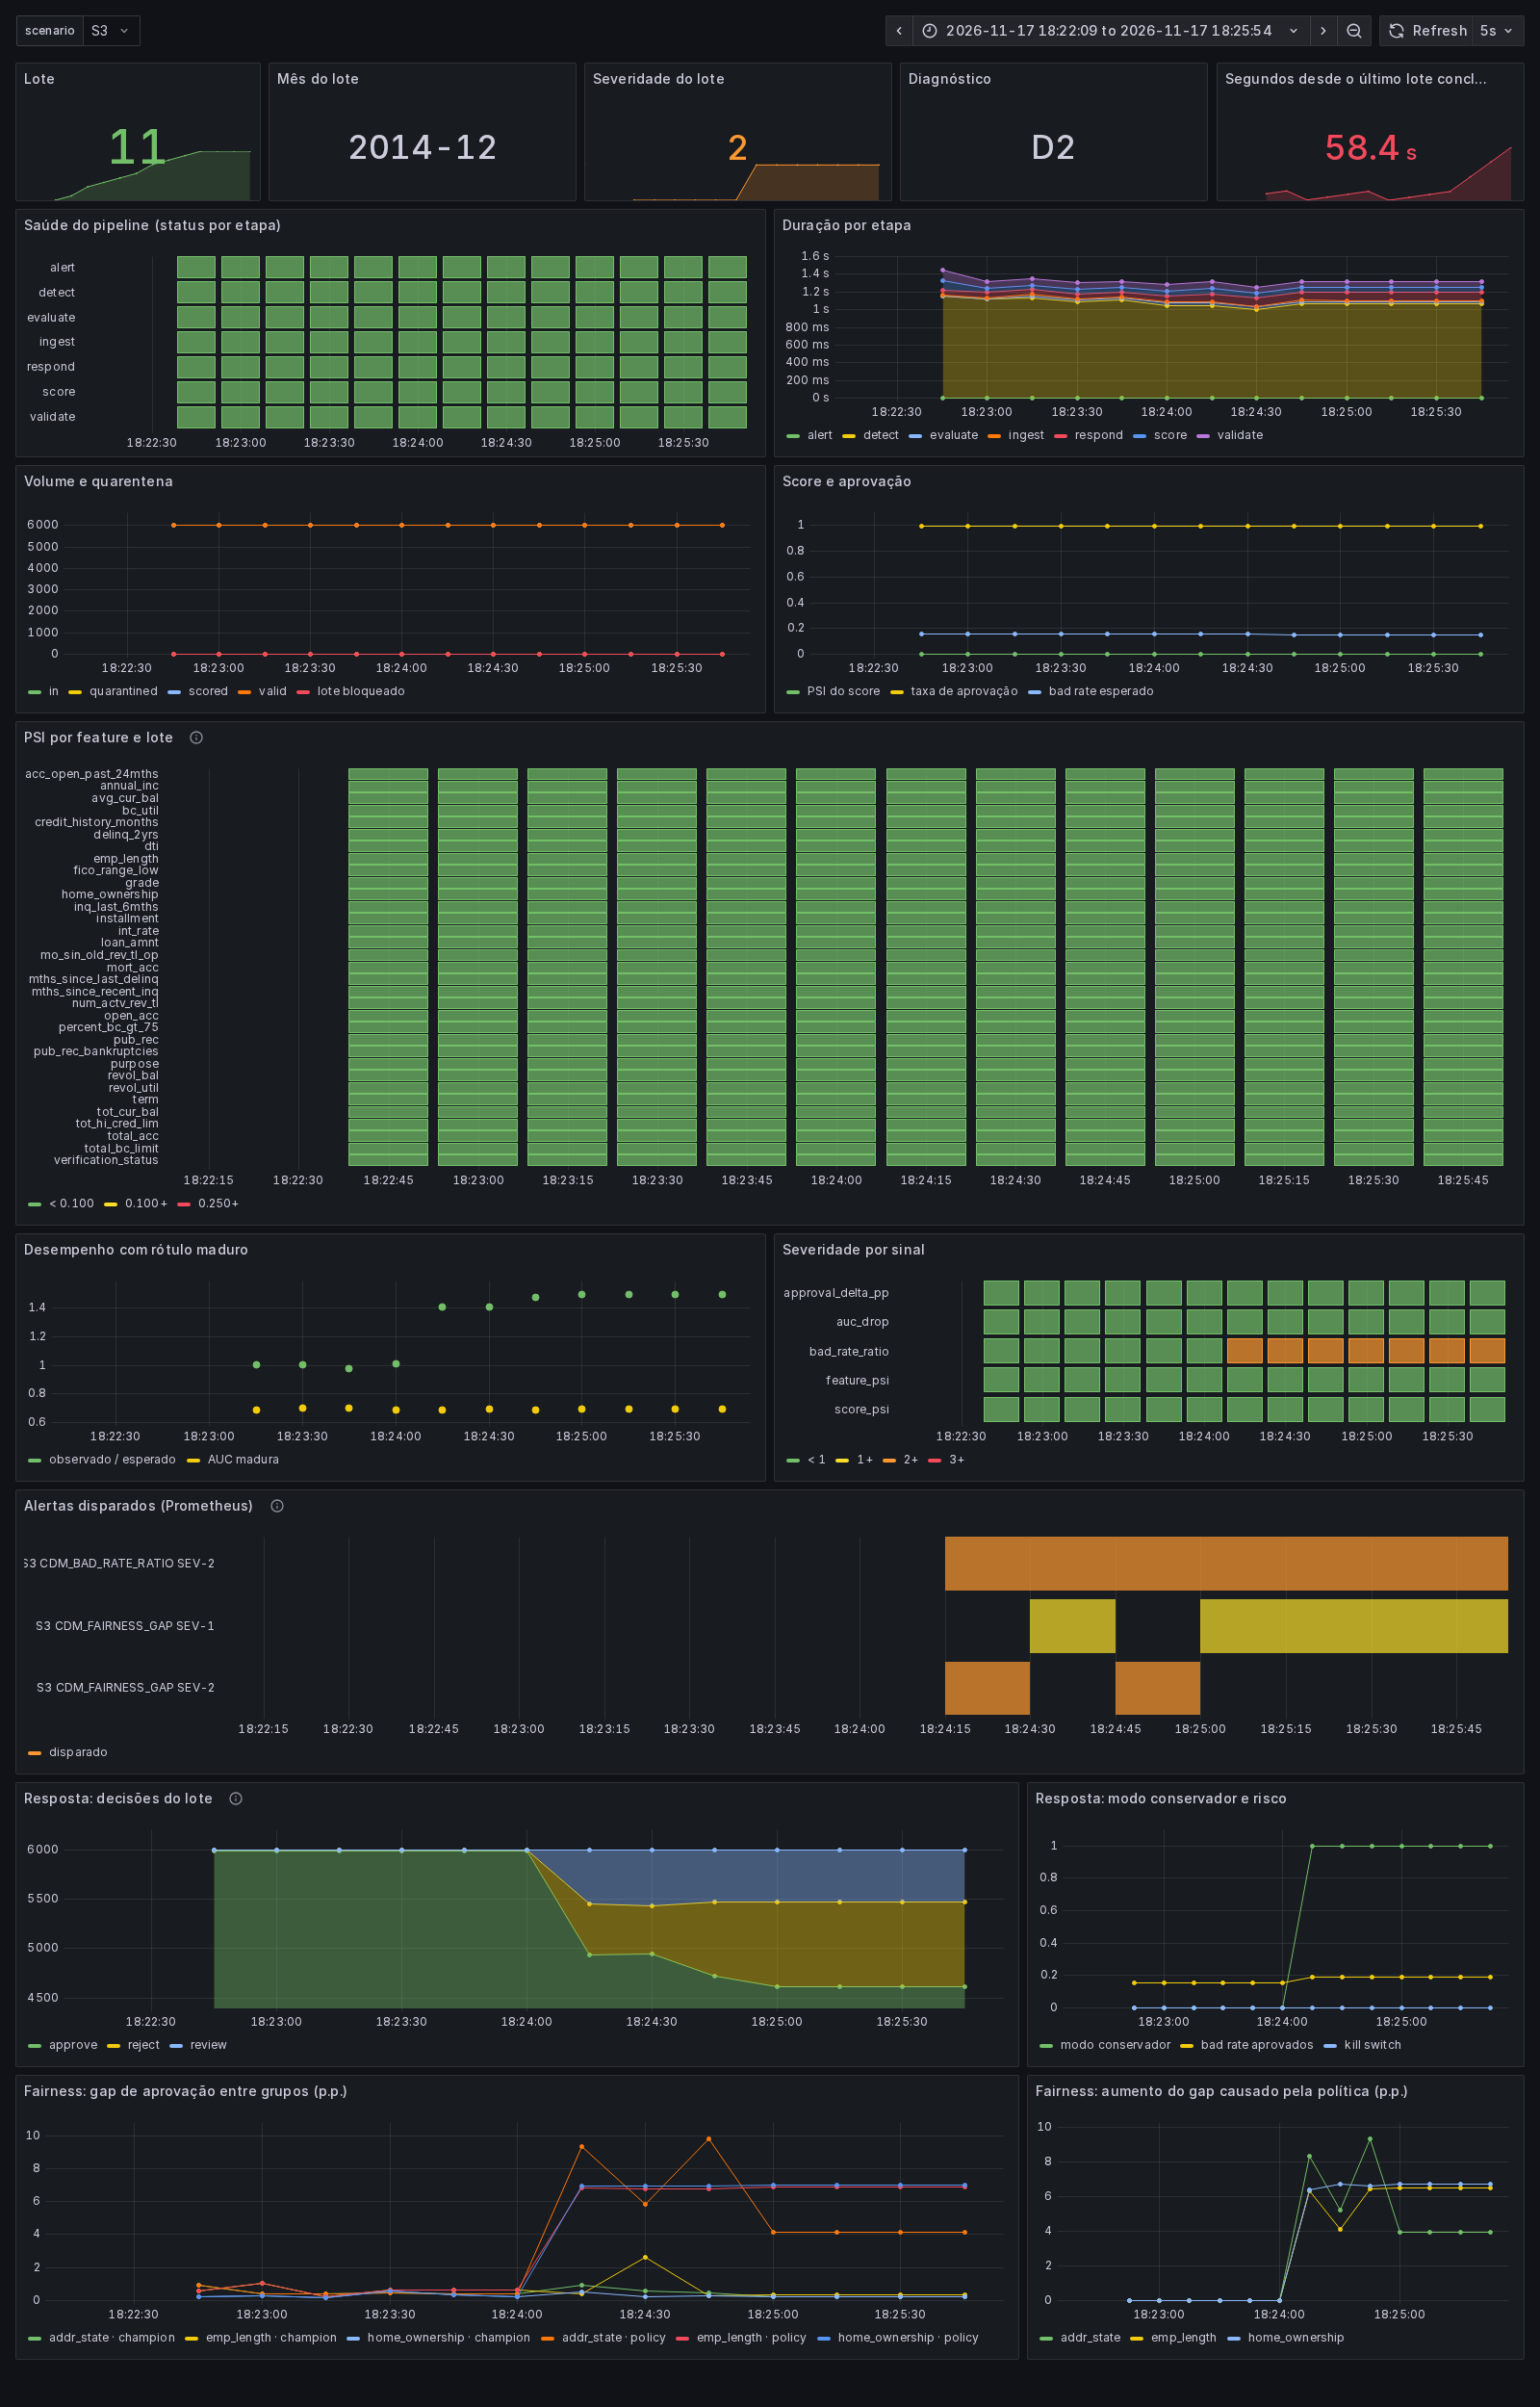 scenario S3 2026-11-17 18:22:09 to 2026-11-17 18:25:54 Refresh 5s
Lote
11
Mês do lote
2014-12
Severidade do lote
2
Diagnóstico
D2
Segundos desde o último lote concl...
58.4 s
Saúde do pipeline (status por etapa)
alert
detect
evaluate
ingest
respond
score
validate
18:22:30 18:23:00 18:23:30 18:24:00 18:24:30 18:25:00 18:25:30
Duração por etapa
1.6 s
1.4 s
1.2 s
1 s
800 ms
600 ms
400 ms
200 ms
0 s
18:22:30 18:23:00 18:23:30 18:24:00 18:24:30 18:25:00 18:25:30
alert detect evaluate ingest respond score validate
Volume e quarentena
6000
5000
4000
3000
2000
1000
0
18:22:30 18:23:00 18:23:30 18:24:00 18:24:30 18:25:00 18:25:30
in quarantined scored valid lote bloqueado
Score e aprovação
1
0.8
0.6
0.4
0.2
0
18:22:30 18:23:00 18:23:30 18:24:00 18:24:30 18:25:00 18:25:30
PSI do score taxa de aprovação bad rate esperado
PSI por feature e lote
acc_open_past_24mths
annual_inc
avg_cur_bal
bc_util
credit_history_months
delinq_2yrs
dti
emp_length
fico_range_low
grade
home_ownership
inq_last_6mths
installment
int_rate
loan_amnt
mo_sin_old_rev_tl_op
mort_acc
mths_since_last_delinq
mths_since_recent_inq
num_actv_rev_tl
open_acc
percent_bc_gt_75
pub_rec
pub_rec_bankruptcies
purpose
revol_bal
revol_util
term
tot_cur_bal
tot_hi_cred_lim
total_acc
total_bc_limit
verification_status
18:22:15 18:22:30 18:22:45 18:23:00 18:23:15 18:23:30 18:23:45 18:24:00 18:24:15 18:24:30 18:24:45 18:25:00 18:25:15 18:25:30 18:25:45
< 0.100 0.100+ 0.250+
Desempenho com rótulo maduro
1.4
1.2
1
0.8
0.6
18:22:30 18:23:00 18:23:30 18:24:00 18:24:30 18:25:00 18:25:30
observado / esperado AUC madura
Severidade por sinal
approval_delta_pp
auc_drop
bad_rate_ratio
feature_psi
score_psi
18:22:30 18:23:00 18:23:30 18:24:00 18:24:30 18:25:00 18:25:30
< 1 1+ 2+ 3+
Alertas disparados (Prometheus)
S3 CDM_BAD_RATE_RATIO SEV-2
S3 CDM_FAIRNESS_GAP SEV-1
S3 CDM_FAIRNESS_GAP SEV-2
18:22:15 18:22:30 18:22:45 18:23:00 18:23:15 18:23:30 18:23:45 18:24:00 18:24:15 18:24:30 18:24:45 18:25:00 18:25:15 18:25:30 18:25:45
disparado
Resposta: decisões do lote
6000
5500
5000
4500
18:22:30 18:23:00 18:23:30 18:24:00 18:24:30 18:25:00 18:25:30
approve reject review
Resposta: modo conservador e risco
1
0.8
0.6
0.4
0.2
0
18:23:00 18:24:00 18:25:00
modo conservador bad rate aprovados kill switch
Fairness: gap de aprovação entre grupos (p.p.)
10
8
6
4
2
0
18:22:30 18:23:00 18:23:30 18:24:00 18:24:30 18:25:00 18:25:30
addr_state · champion emp_length · champion home_ownership · champion addr_state · policy emp_length · policy home_ownership · policy
Fairness: aumento do gap causado pela política (p.p.)
10
8
6
4
2
0
18:23:00 18:24:00 18:25:00
addr_state emp_length home_ownership